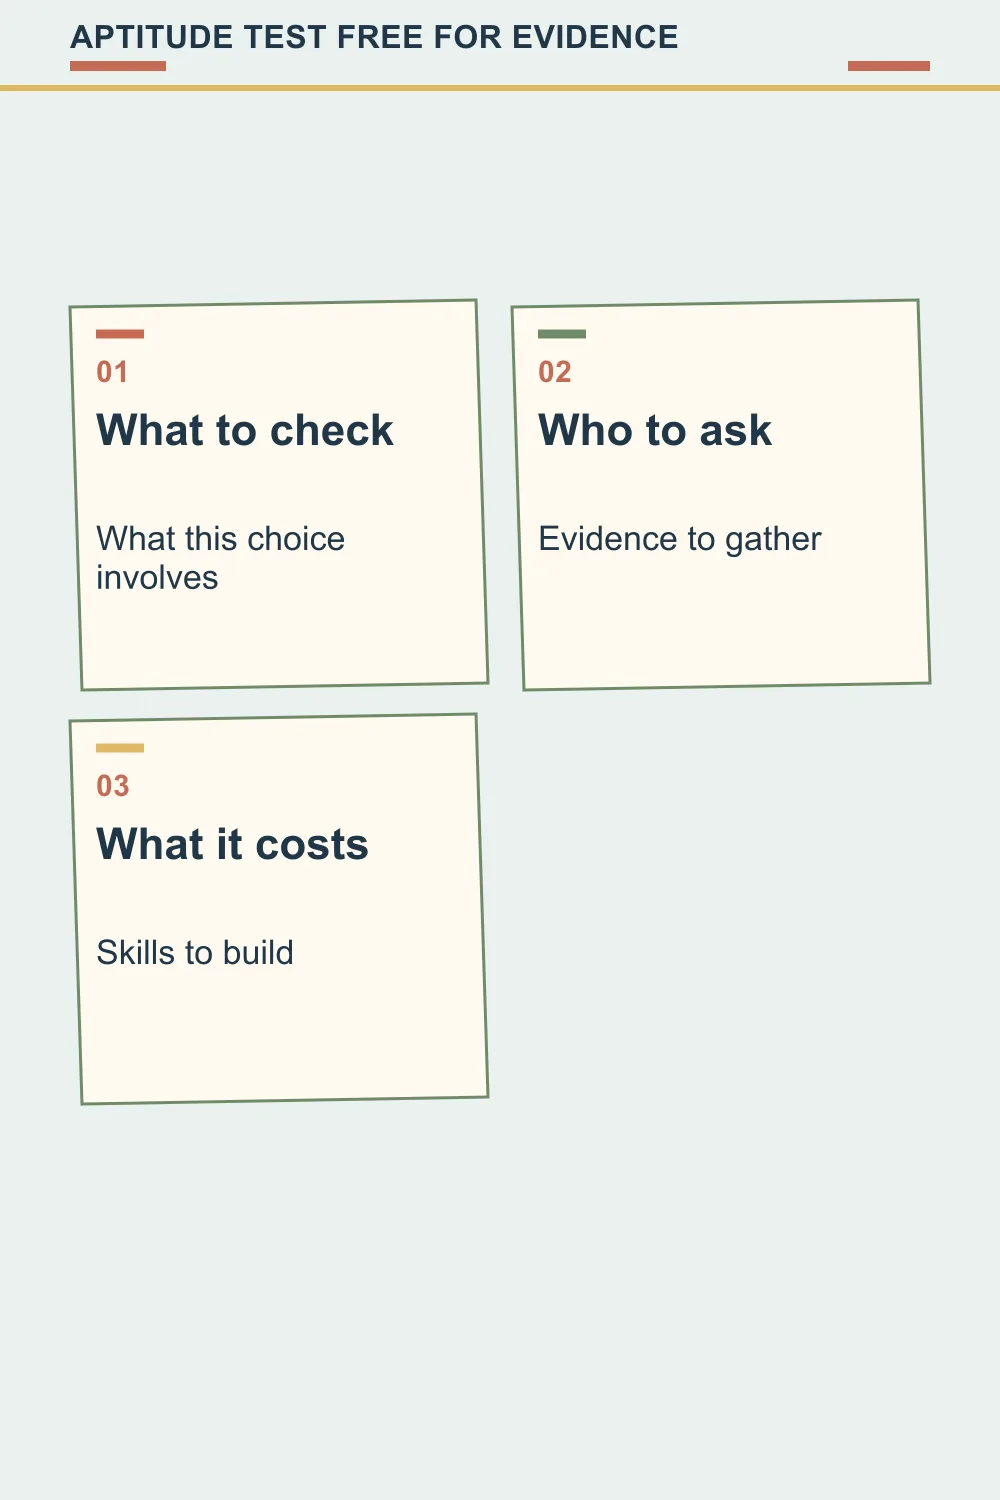 APTITUDE TEST FREE FOR EVIDENCE
01
What to check
What this choice
involves
02
Who to ask
Evidence to gather
03
What it costs
Skills to build